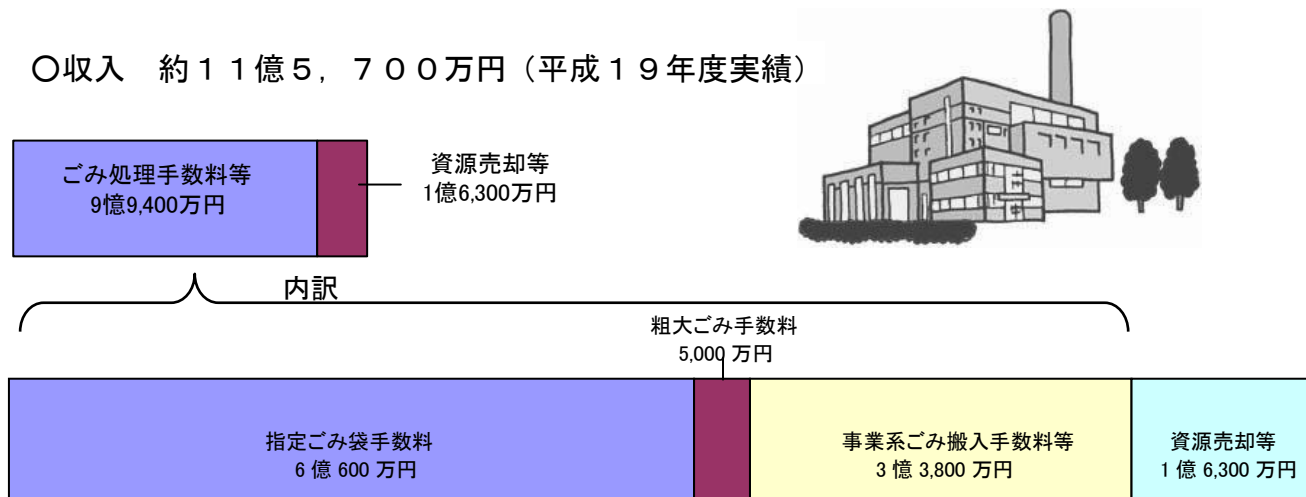 〇収入　約１１億５，７００万円（平成１９年度実績）
ごみ処理手数料等
9億9,400万円
資源売却等
1億6,300万円
内訳
粗大ごみ手数料
5,000 万円
指定ごみ袋手数料
6 億 600 万円
事業系ごみ搬入手数料等
3 億 3,800 万円
資源売却等
1 億 6,300 万円